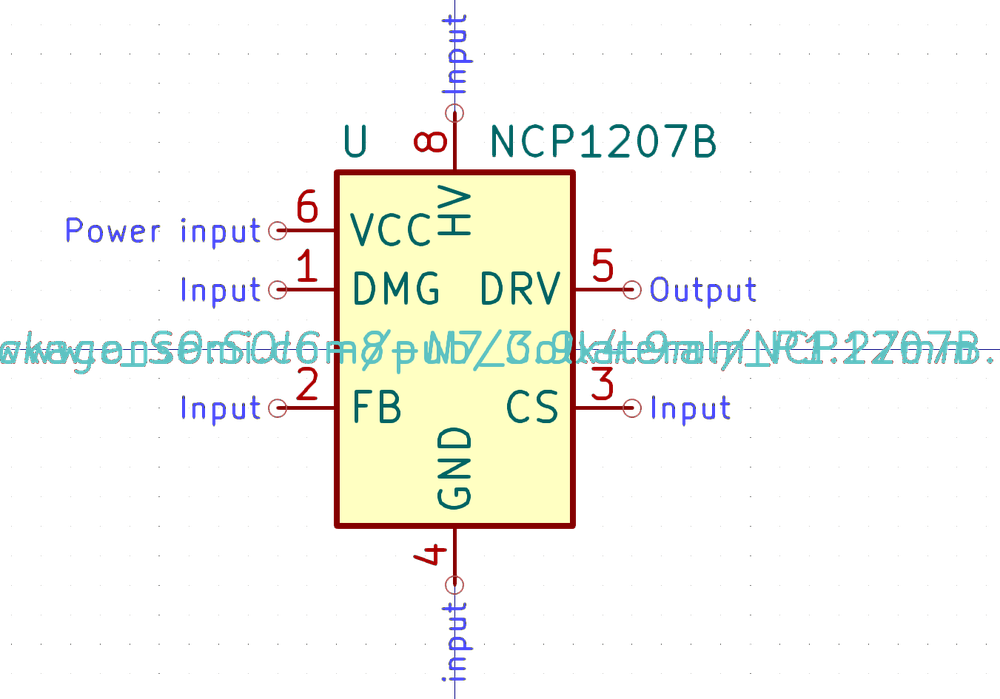 Input
8
U
NCP1207B
HV
6
Power input
VCC
1
Input
DMG
5
DRV
Output
2
Input
FB
3
CS
Input
GND
4
input